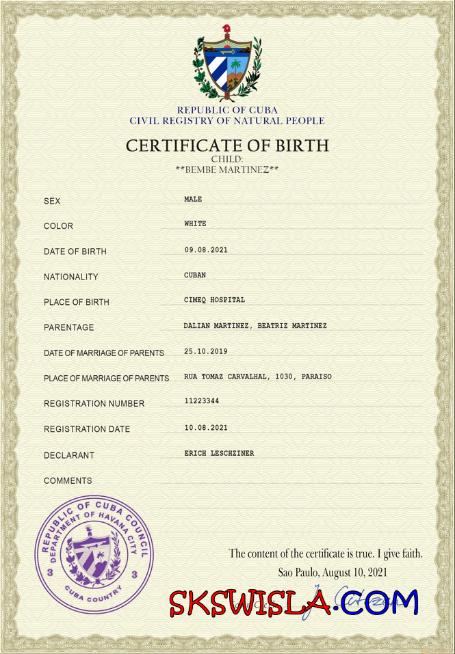 REPUBLIC OF CUBA
CIVIL REGISTRY OF NATURAL PEOPLE
CERTIFICATE OF BIRTH
CHILD:
**BEMBE MARTINEZ**
SEX MALE
COLOR WHITE
DATE OF BIRTH 09.08.2021
NATIONALITY CUBAN
PLACE OF BIRTH CIMEQ HOSPITAL
PARENTAGE DALIAN MARTINEZ, BEATRIZ MARTINEZ
DATE OF MARRIAGE OF PARENTS 25.10.2019
PLACE OF MARRIAGE OF PARENTS RUA TOMAZ CARVALHAL, 1030, PARAISO
REGISTRATION NUMBER 11223344
REGISTRATION DATE 10.08.2021
DECLARANT ERICH LESCHZINER
COMMENTS
REPUBLIC OF CUBA COUNCIL
DEPARTMENT OF HAVANA CITY
3 3
CUBA COUNTRY
The content of the certificate is true. I give faith.
Sao Paulo, August 10, 2021
SKSWISLA.COM